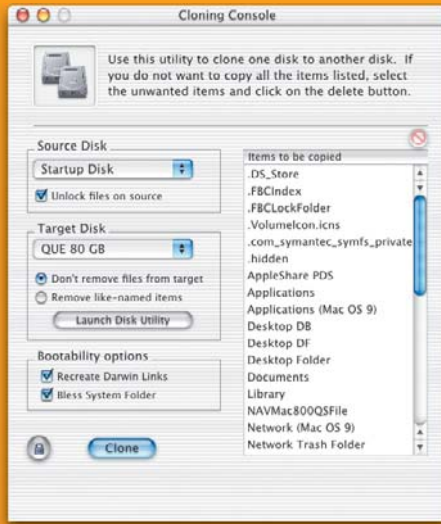 Cloning Console
Use this utility to clone one disk to another disk. If
you do not want to copy all the items listed, select
the unwanted items and click on the delete button.
Source Disk
Startup Disk
Unlock files on source
Target Disk
QUE 80 GB
Don't remove files from target
Remove like-named items
Launch Disk Utility
Bootability options
Recreate Darwin Links
Bless System Folder
Clone
Items to be copied
.DS_Store
.FBCIndex
.FBCLockFolder
.VolumeIcon.icns
.com_symantec_symfs_private
.hidden
AppleShare PDS
Applications
Applications (Mac OS 9)
Desktop DB
Desktop DF
Desktop Folder
Documents
Library
NAVMac800QSFile
Network (Mac OS 9)
Network Trash Folder